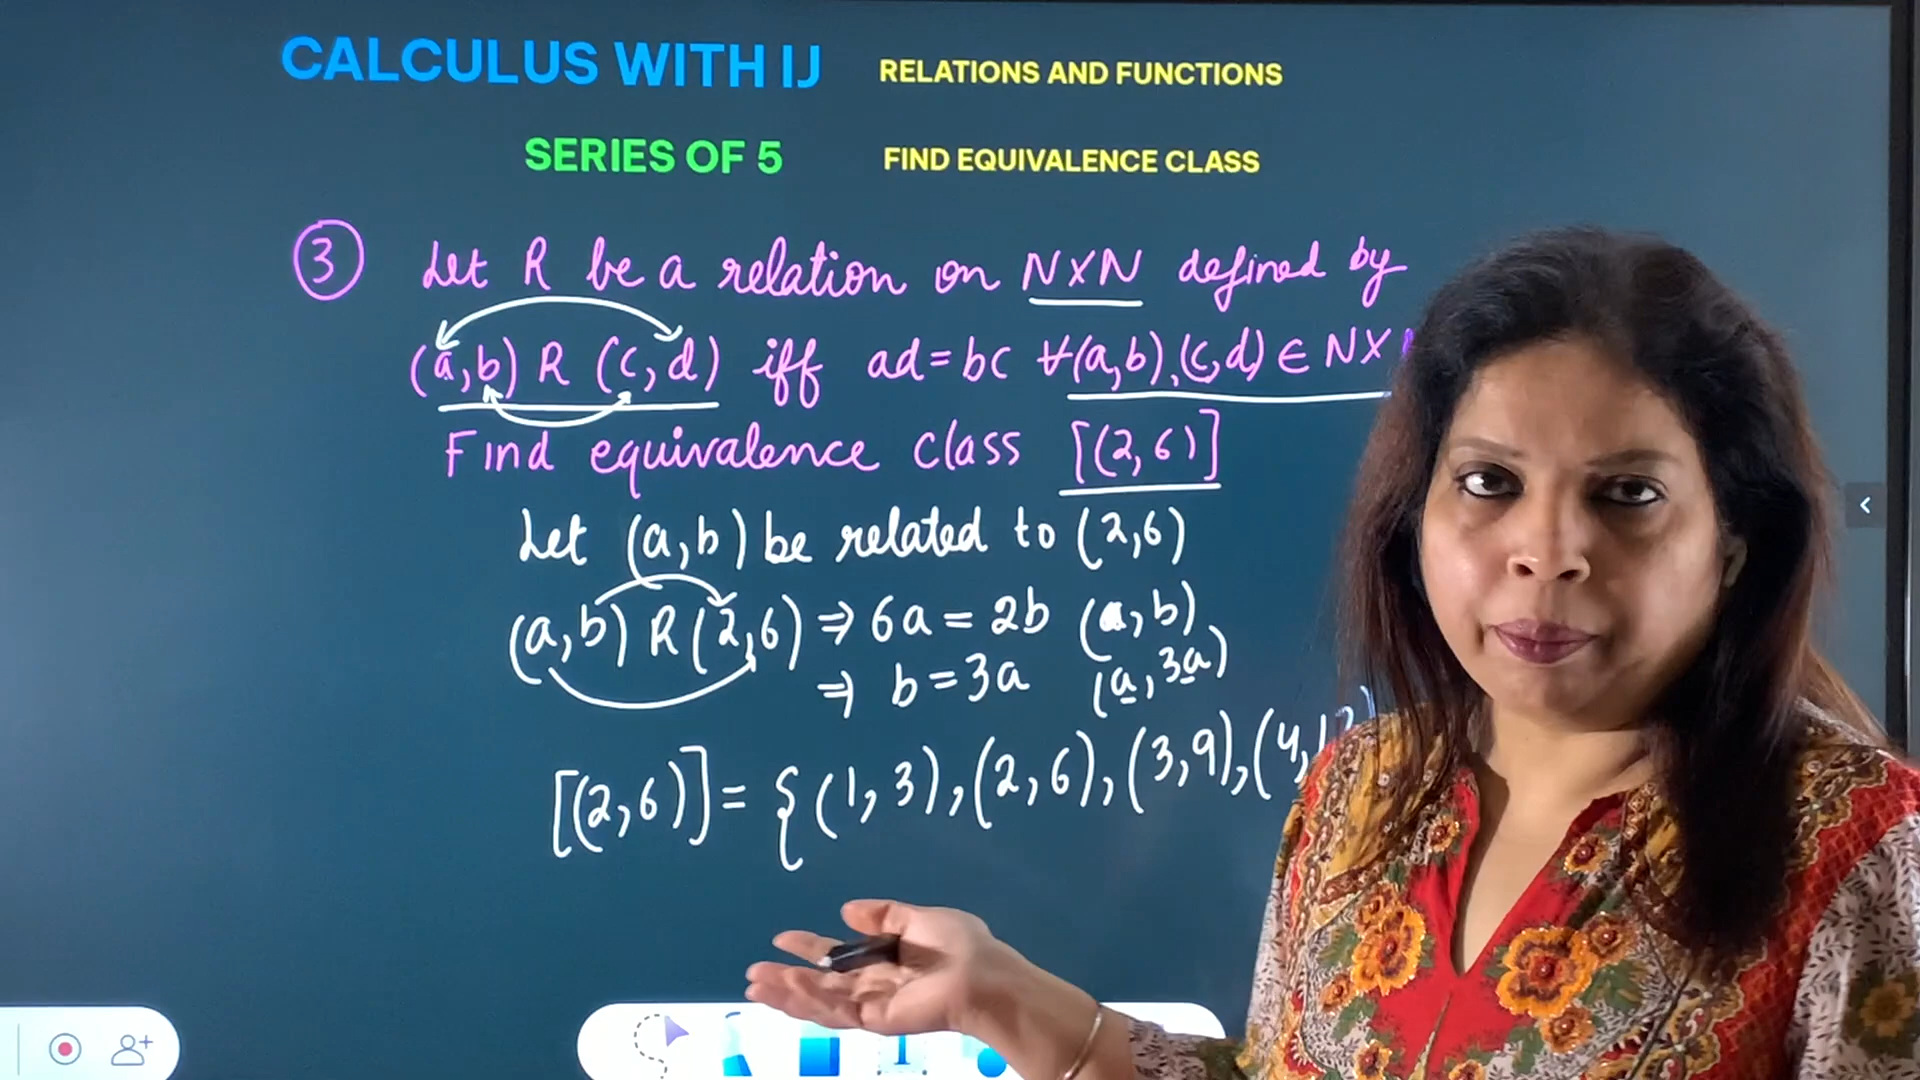 CALCULUS WITH IJ
RELATIONS AND FUNCTIONS
SERIES OF 5
FIND EQUIVALENCE CLASS
③ Let R be a relation on N×N defined by
(a,b) R (c,d) iff ad=bc ∀(a,b),(c,d) ∈ N×
Find equivalence class [(2,6)]
Let (a,b) be related to (2,6)
(a,b) R (2,6) ⇒ 6a = 2b (a,b)
⇒ b = 3a (a,3a)
[(2,6)] = {(1,3),(2,6),(3,9),(4,